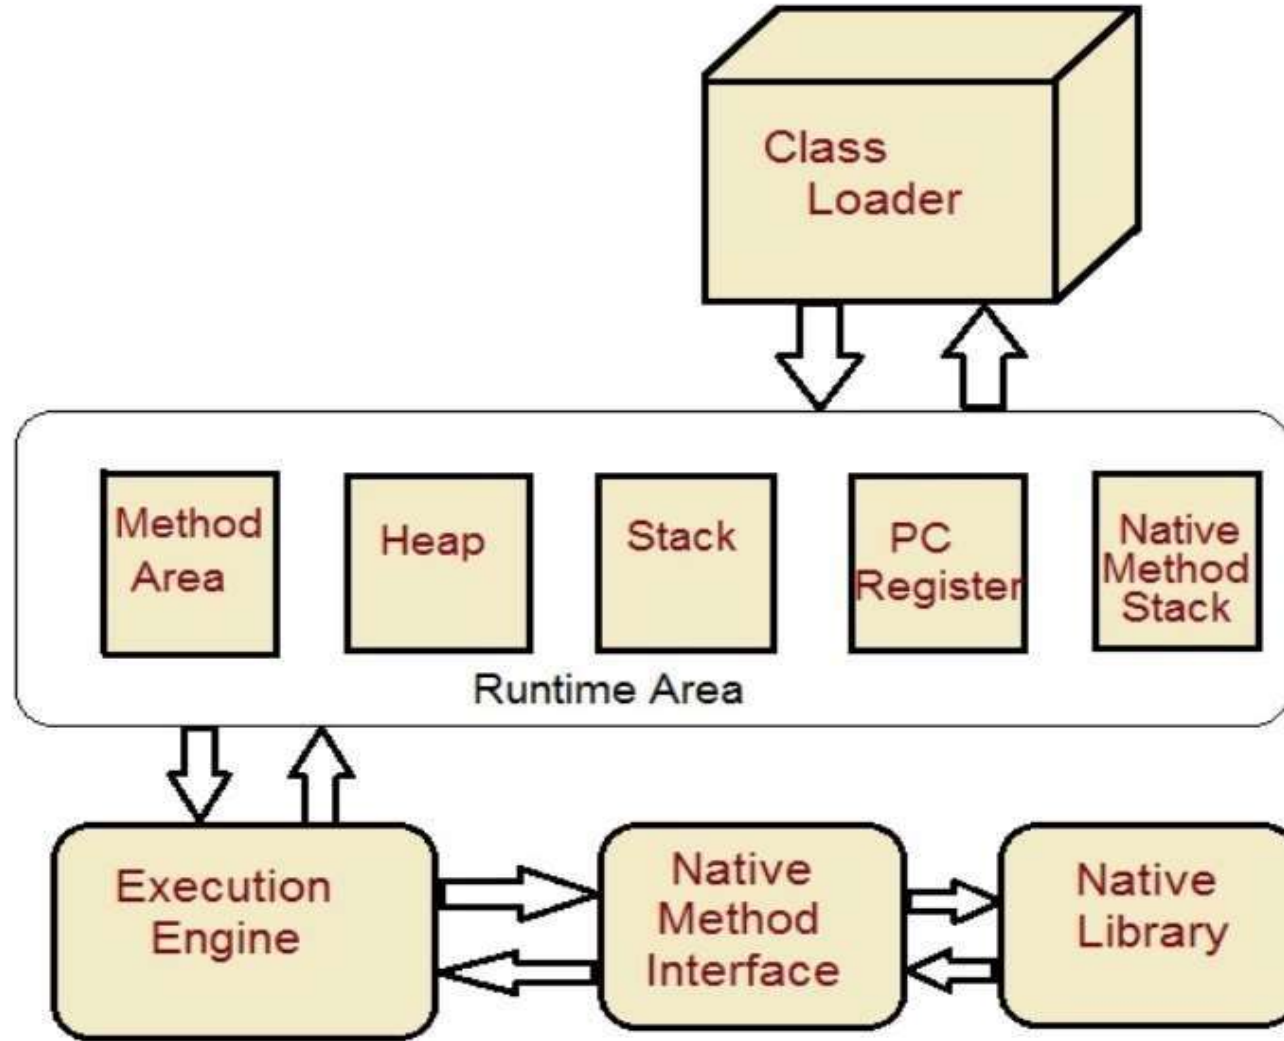 Class
Loader
Method
Area
Heap
Stack
PC
Register
Native
Method
Stack
Runtime Area
Execution
Engine
Native
Method
Interface
Native
Library